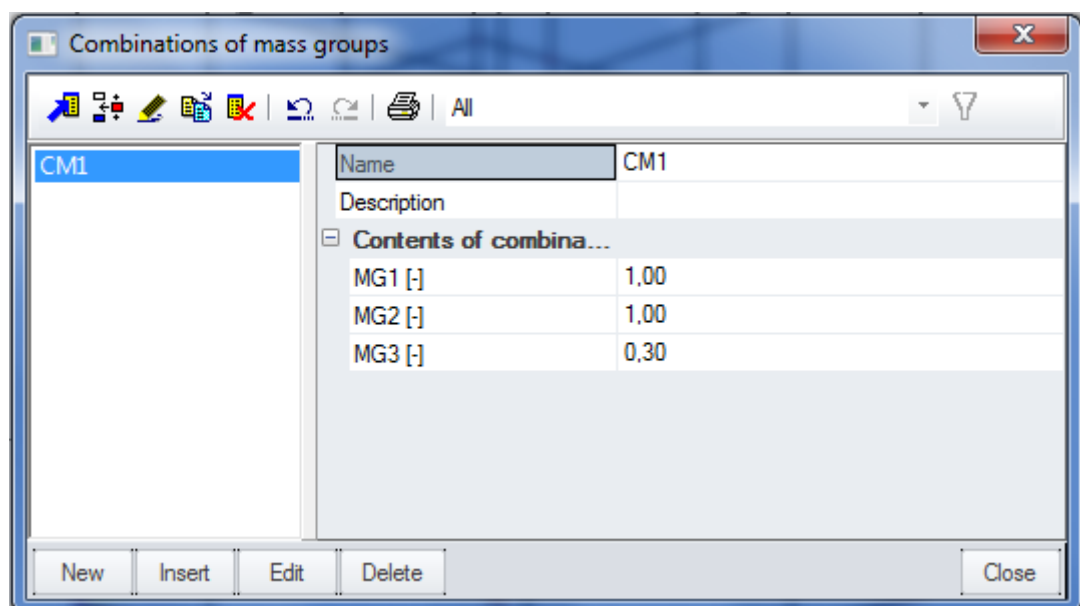 Combinations of mass groups
All
CM1
Name CM1
Description
Contents of combina...
MG1 [-] 1,00
MG2 [-] 1,00
MG3 [-] 0,30
New Insert Edit Delete Close